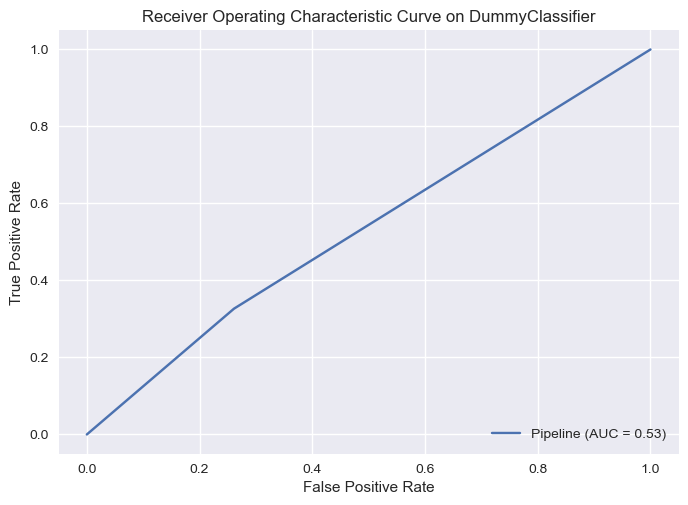 Receiver Operating Characteristic Curve on DummyClassifier
1.0
0.8
0.6
0.4
0.2
0.0
True Positive Rate
Pipeline (AUC = 0.53)
0.0 0.2 0.4 0.6 0.8 1.0
False Positive Rate